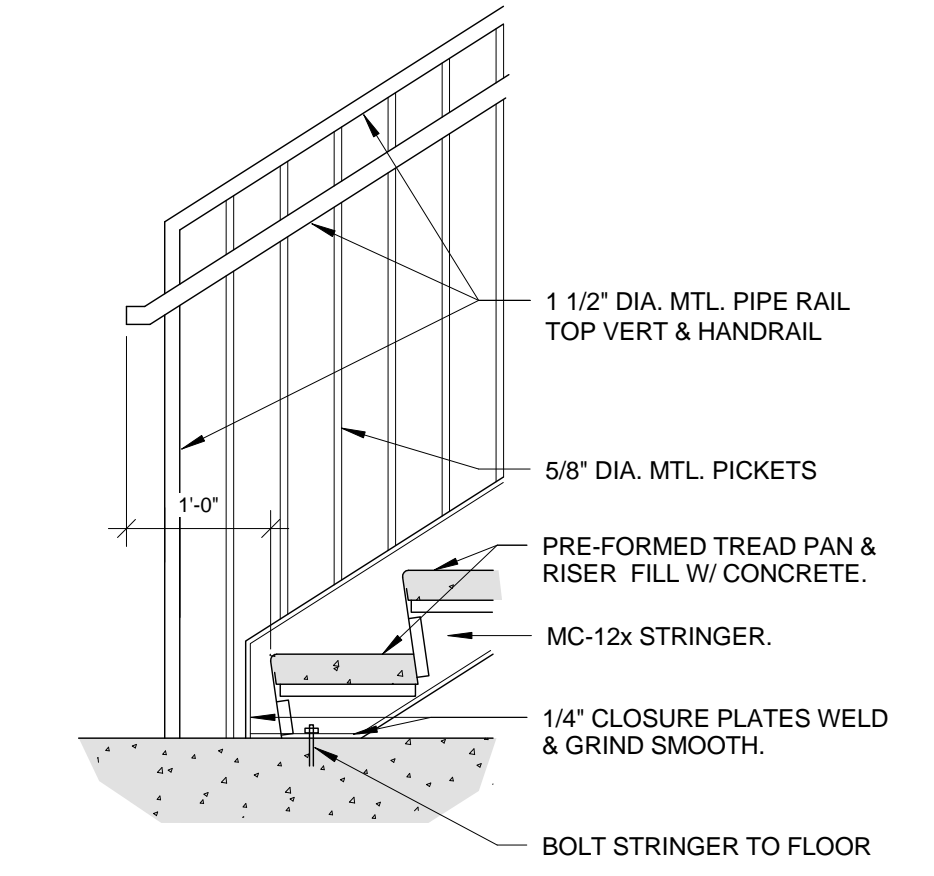 1 1/2" DIA. MTL. PIPE RAIL
TOP VERT & HANDRAIL
5/8" DIA. MTL. PICKETS
1'-0"
PRE-FORMED TREAD PAN &
RISER FILL W/ CONCRETE.
MC-12x STRINGER.
1/4" CLOSURE PLATES WELD
& GRIND SMOOTH.
BOLT STRINGER TO FLOOR